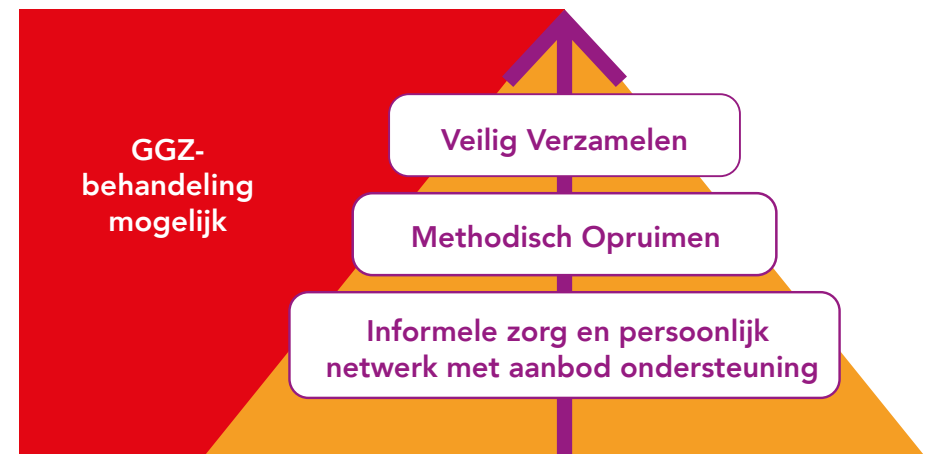 GGZ-
behandeling
mogelijk
Veilig Verzamelen
Methodisch Opruimen
Informele zorg en persoonlijk
netwerk met aanbod ondersteuning